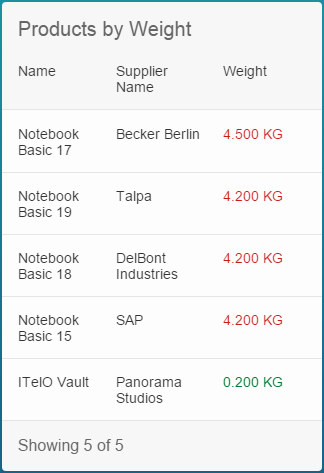 Products by Weight
Name Supplier Name Weight
Notebook Basic 17 Becker Berlin 4.500 KG
Notebook Basic 19 Talpa 4.200 KG
Notebook Basic 18 DelBont Industries 4.200 KG
Notebook Basic 15 SAP 4.200 KG
ITelO Vault Panorama Studios 0.200 KG
Showing 5 of 5